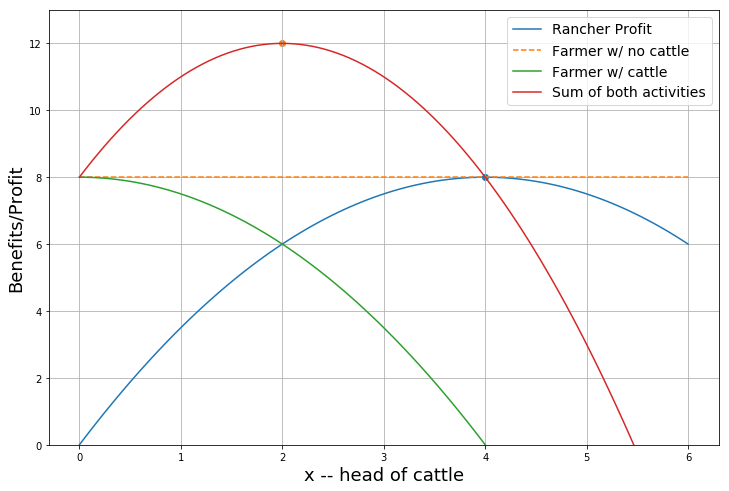 Rancher Profit
Farmer w/ no cattle
Farmer w/ cattle
Sum of both activities
Benefits/Profit
12
10
8
6
4
2
0
0 1 2 3 4 5 6
x -- head of cattle